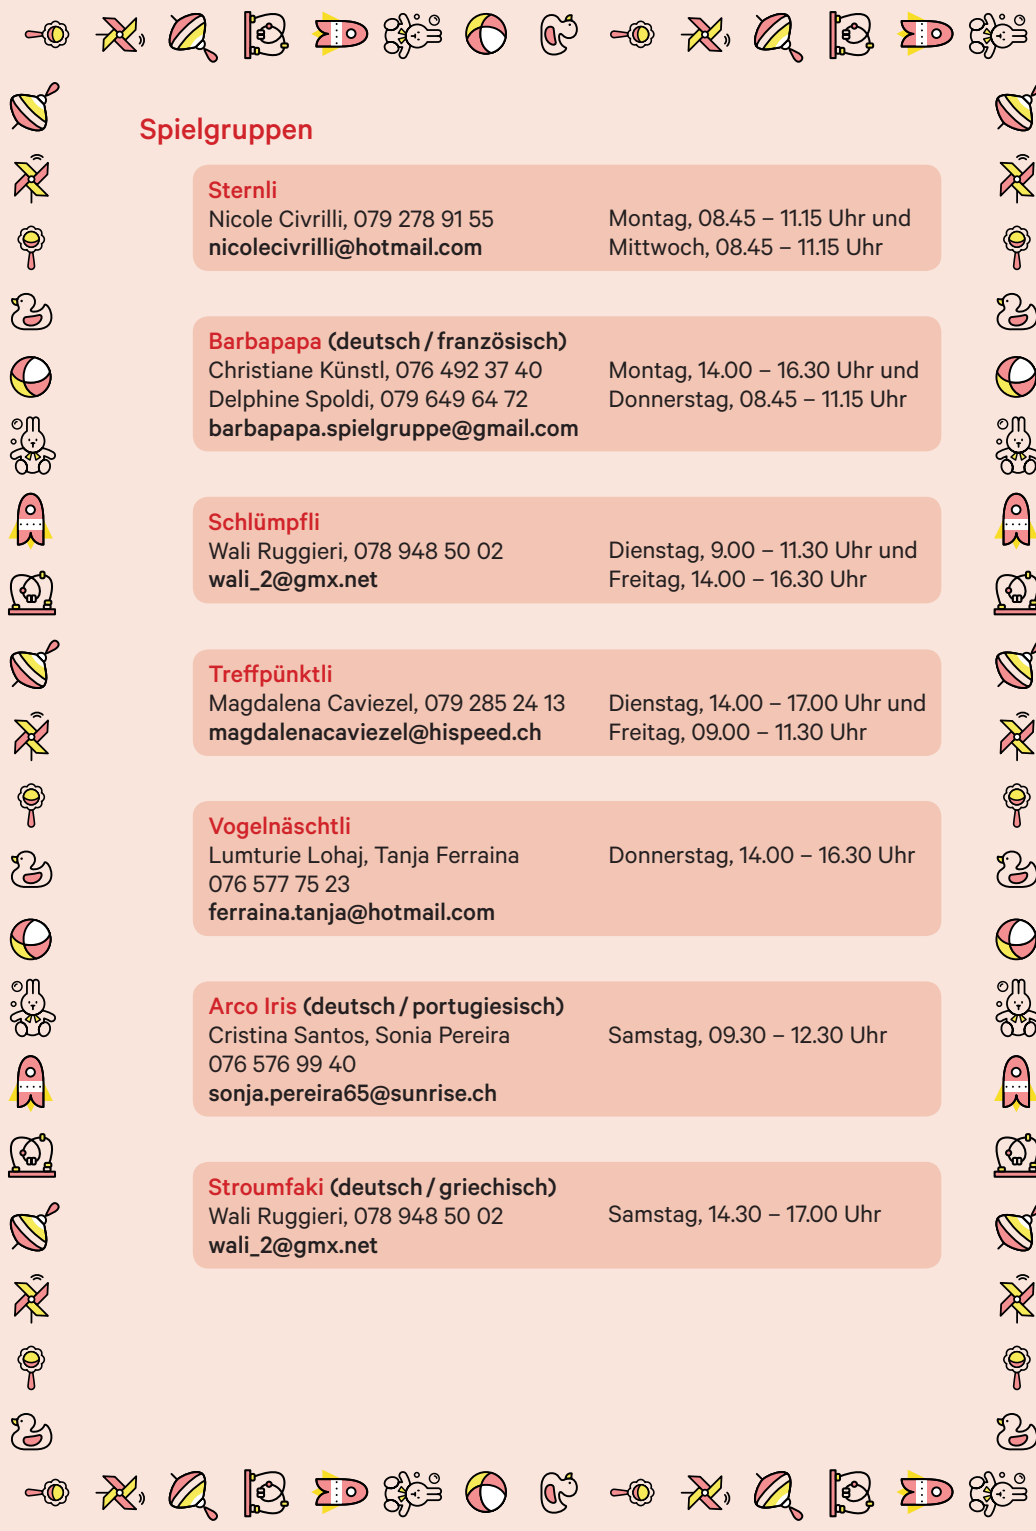 Spielgruppen
Sternli
Nicole Civrilli, 079 278 91 55
nicolecivrilli@hotmail.com
Montag, 08.45 – 11.15 Uhr und
Mittwoch, 08.45 – 11.15 Uhr
Barbapapa (deutsch / französisch)
Christiane Künstl, 076 492 37 40
Delphine Spoldi, 079 649 64 72
barbapapa.spielgruppe@gmail.com
Montag, 14.00 – 16.30 Uhr und
Donnerstag, 08.45 – 11.15 Uhr
Schlümpfli
Wali Ruggieri, 078 948 50 02
wali_2@gmx.net
Dienstag, 9.00 – 11.30 Uhr und
Freitag, 14.00 – 16.30 Uhr
Treffpünktli
Magdalena Caviezel, 079 285 24 13
magdalenacaviezel@hispeed.ch
Dienstag, 14.00 – 17.00 Uhr und
Freitag, 09.00 – 11.30 Uhr
Vogelnäschtli
Lumturie Lohaj, Tanja Ferraina
076 577 75 23
ferraina.tanja@hotmail.com
Donnerstag, 14.00 – 16.30 Uhr
Arco Iris (deutsch / portugiesisch)
Cristina Santos, Sonia Pereira
076 576 99 40
sonja.pereira65@sunrise.ch
Samstag, 09.30 – 12.30 Uhr
Stroumfaki (deutsch / griechisch)
Wali Ruggieri, 078 948 50 02
wali_2@gmx.net
Samstag, 14.30 – 17.00 Uhr